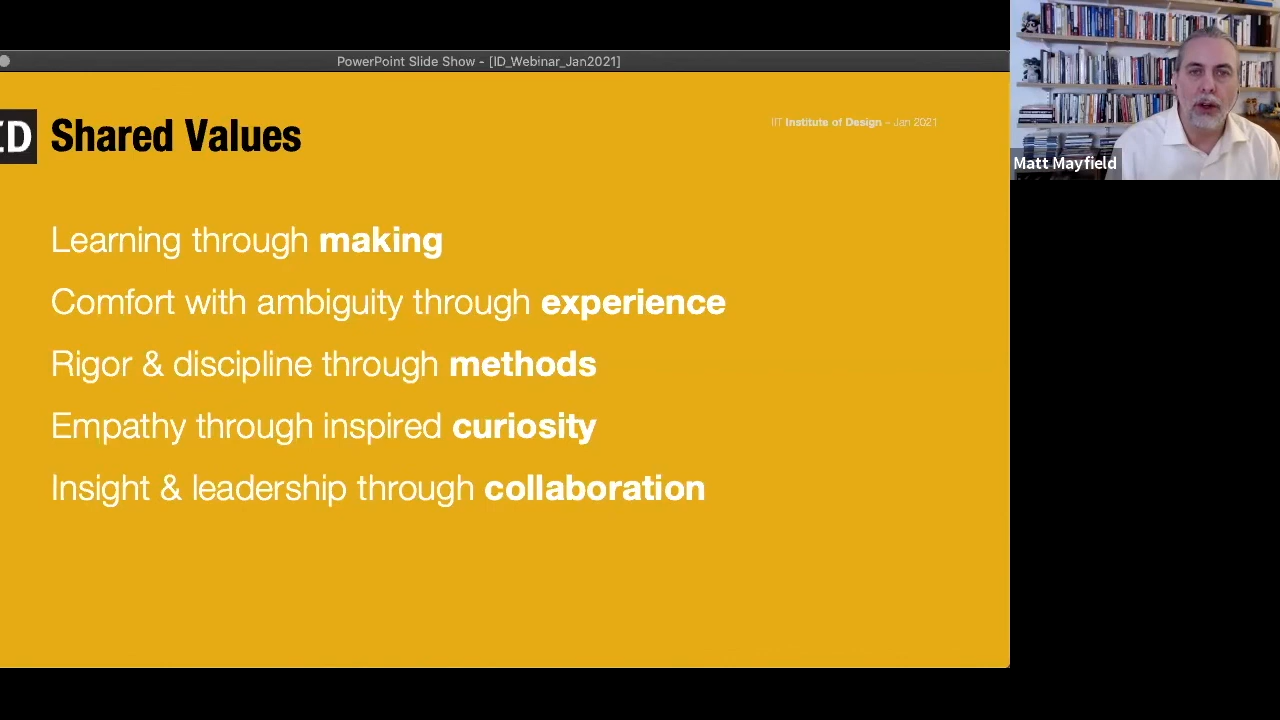 PowerPoint Slide Show - [ID_Webinar_Jan2021]
ID Shared Values
IIT Institute of Design – Jan 2021
Learning through making
Comfort with ambiguity through experience
Rigor & discipline through methods
Empathy through inspired curiosity
Insight & leadership through collaboration
Matt Mayfield